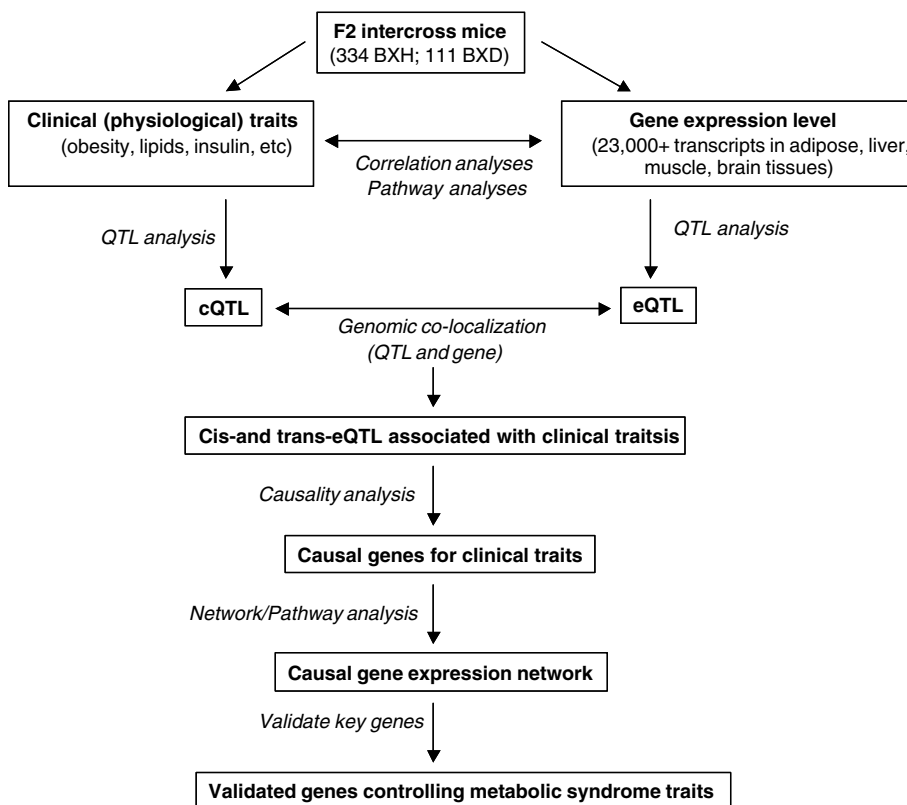 F2 intercross mice
(334 BXH; 111 BXD)
Clinical (physiological) traits
(obesity, lipids, insulin, etc)
Gene expression level
(23,000+ transcripts in adipose, liver,
muscle, brain tissues)
Correlation analyses
Pathway analyses
QTL analysis
QTL analysis
cQTL
eQTL
Genomic co-localization
(QTL and gene)
Cis-and trans-eQTL associated with clinical traitsis
Causality analysis
Causal genes for clinical traits
Network/Pathway analysis
Causal gene expression network
Validate key genes
Validated genes controlling metabolic syndrome traits